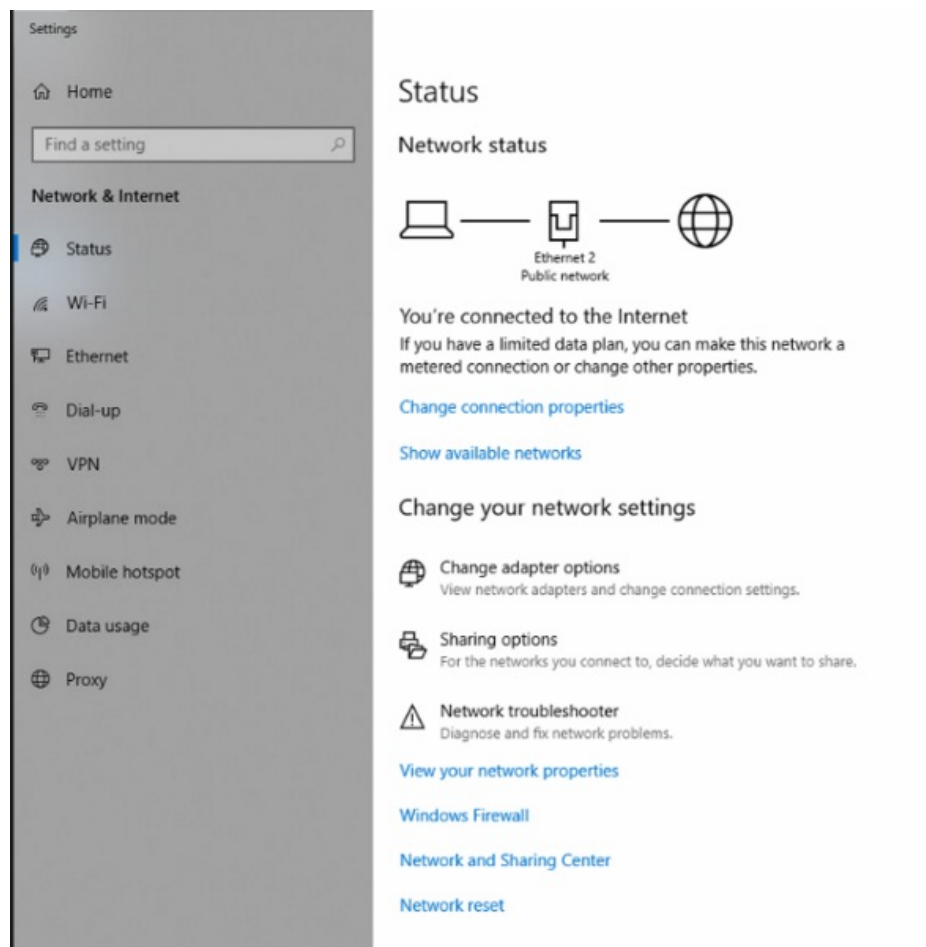 Settings
Home
Find a setting
Network & Internet
Status
Wi-Fi
Ethernet
Dial-up
VPN
Airplane mode
Mobile hotspot
Data usage
Proxy
Status
Network status
Ethernet 2
Public network
You're connected to the Internet
If you have a limited data plan, you can make this network a
metered connection or change other properties.
Change connection properties
Show available networks
Change your network settings
Change adapter options
View network adapters and change connection settings.
Sharing options
For the networks you connect to, decide what you want to share.
Network troubleshooter
Diagnose and fix network problems.
View your network properties
Windows Firewall
Network and Sharing Center
Network reset